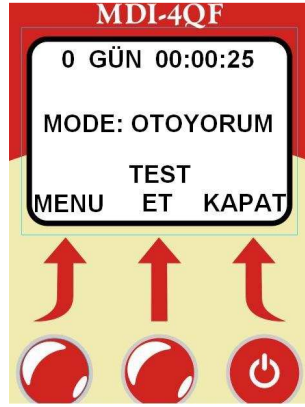 MDI-4QF
0 GÜN 00:00:25
MODE: OTOYORUM
TEST
MENU ET KAPAT